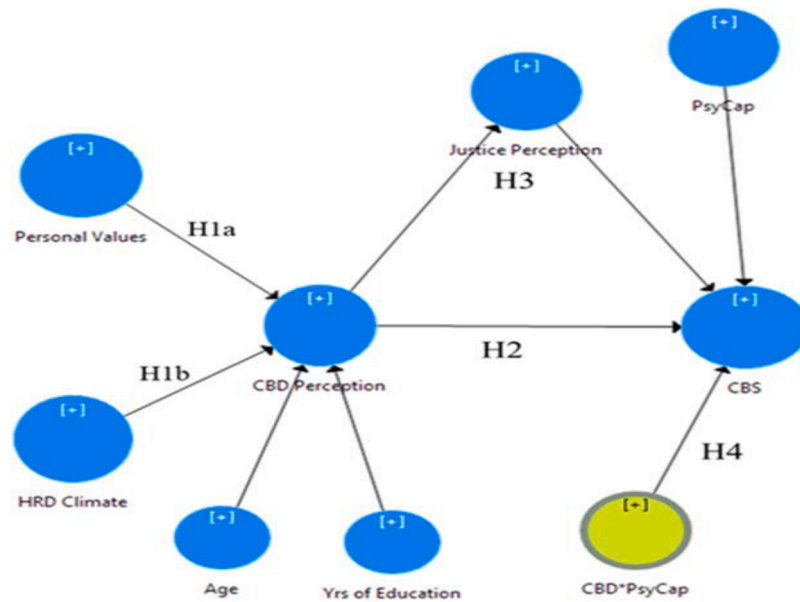 [+]
PsyCap
[+]
Justice Perception
[+]
Personal Values
H1a
H3
[+]
CBD Perception
H2
[+]
CBS
H1b
[+]
HRD Climate
H4
[+]
Age
[+]
Yrs of Education
[+]
CBD*PsyCap